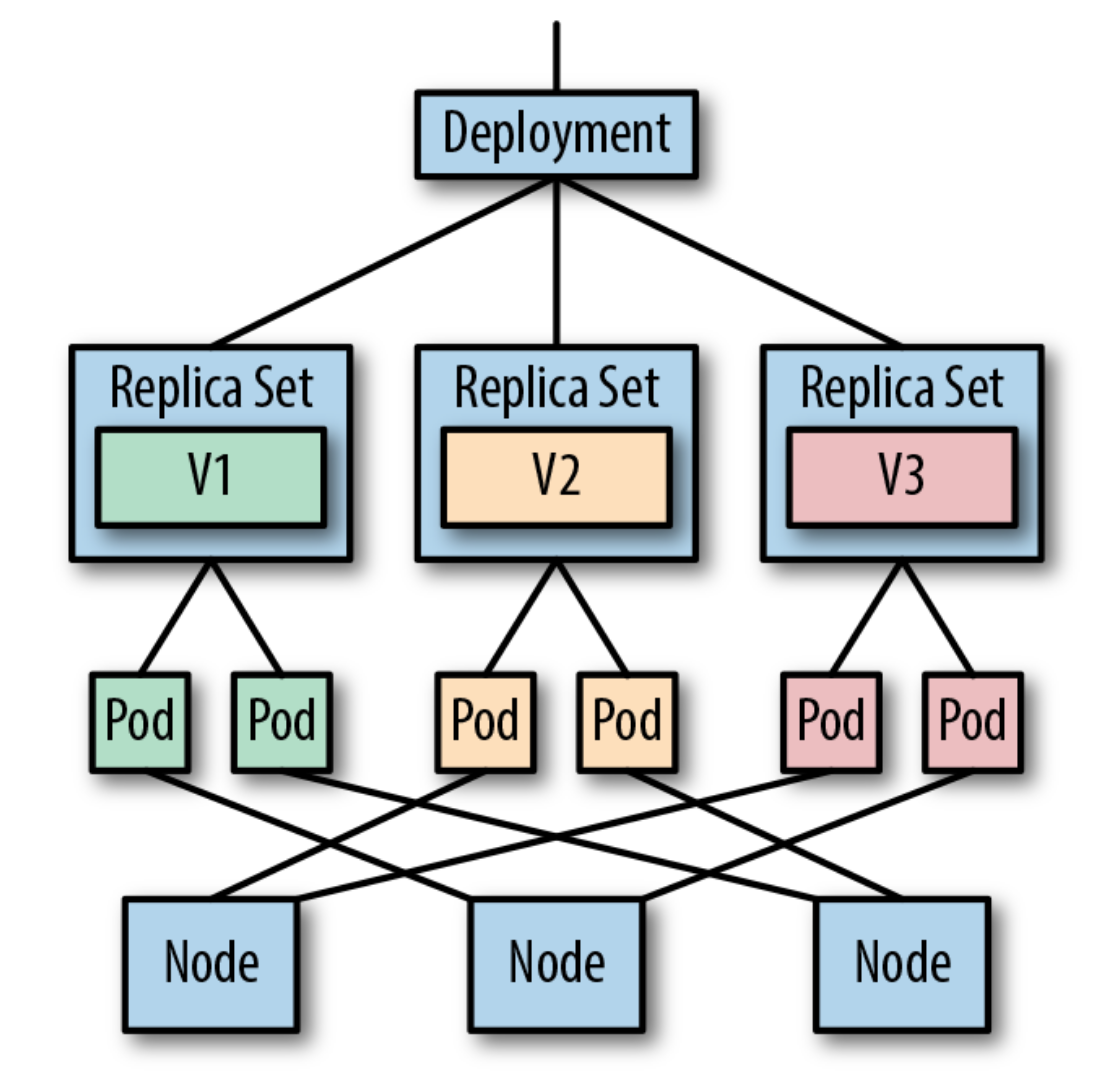 Deployment
Replica Set
Replica Set
Replica Set
V1
V2
V3
Pod
Pod
Pod
Pod
Pod
Pod
Node
Node
Node